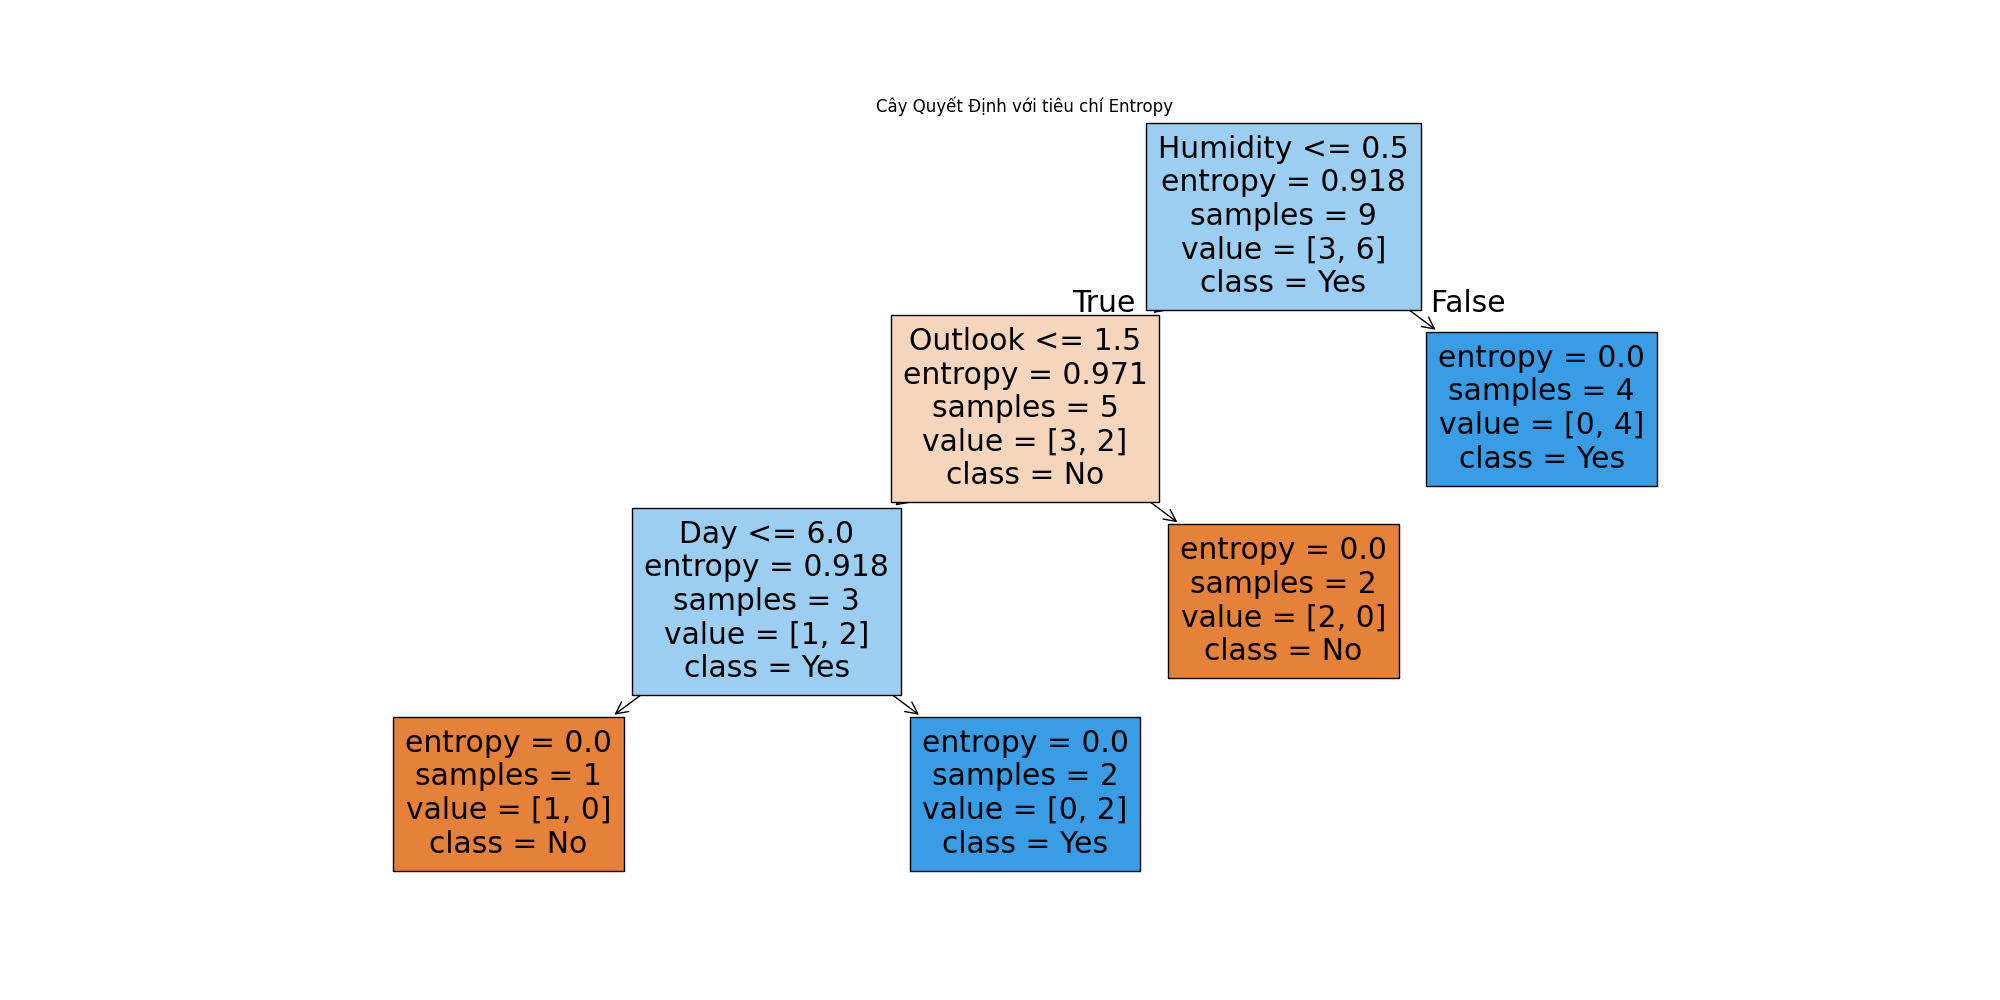 Cây Quyết Định với tiêu chí Entropy
Humidity <= 0.5
entropy = 0.918
samples = 9
value = [3, 6]
class = Yes
True
False
Outlook <= 1.5
entropy = 0.971
samples = 5
value = [3, 2]
class = No
entropy = 0.0
samples = 4
value = [0, 4]
class = Yes
Day <= 6.0
entropy = 0.918
samples = 3
value = [1, 2]
class = Yes
entropy = 0.0
samples = 2
value = [2, 0]
class = No
entropy = 0.0
samples = 1
value = [1, 0]
class = No
entropy = 0.0
samples = 2
value = [0, 2]
class = Yes